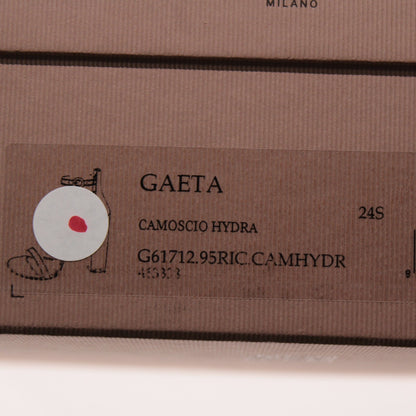 MILANO
GAETA
CAMOSCIO HYDRA
24S
G61712.95RIC.CAMHYDR